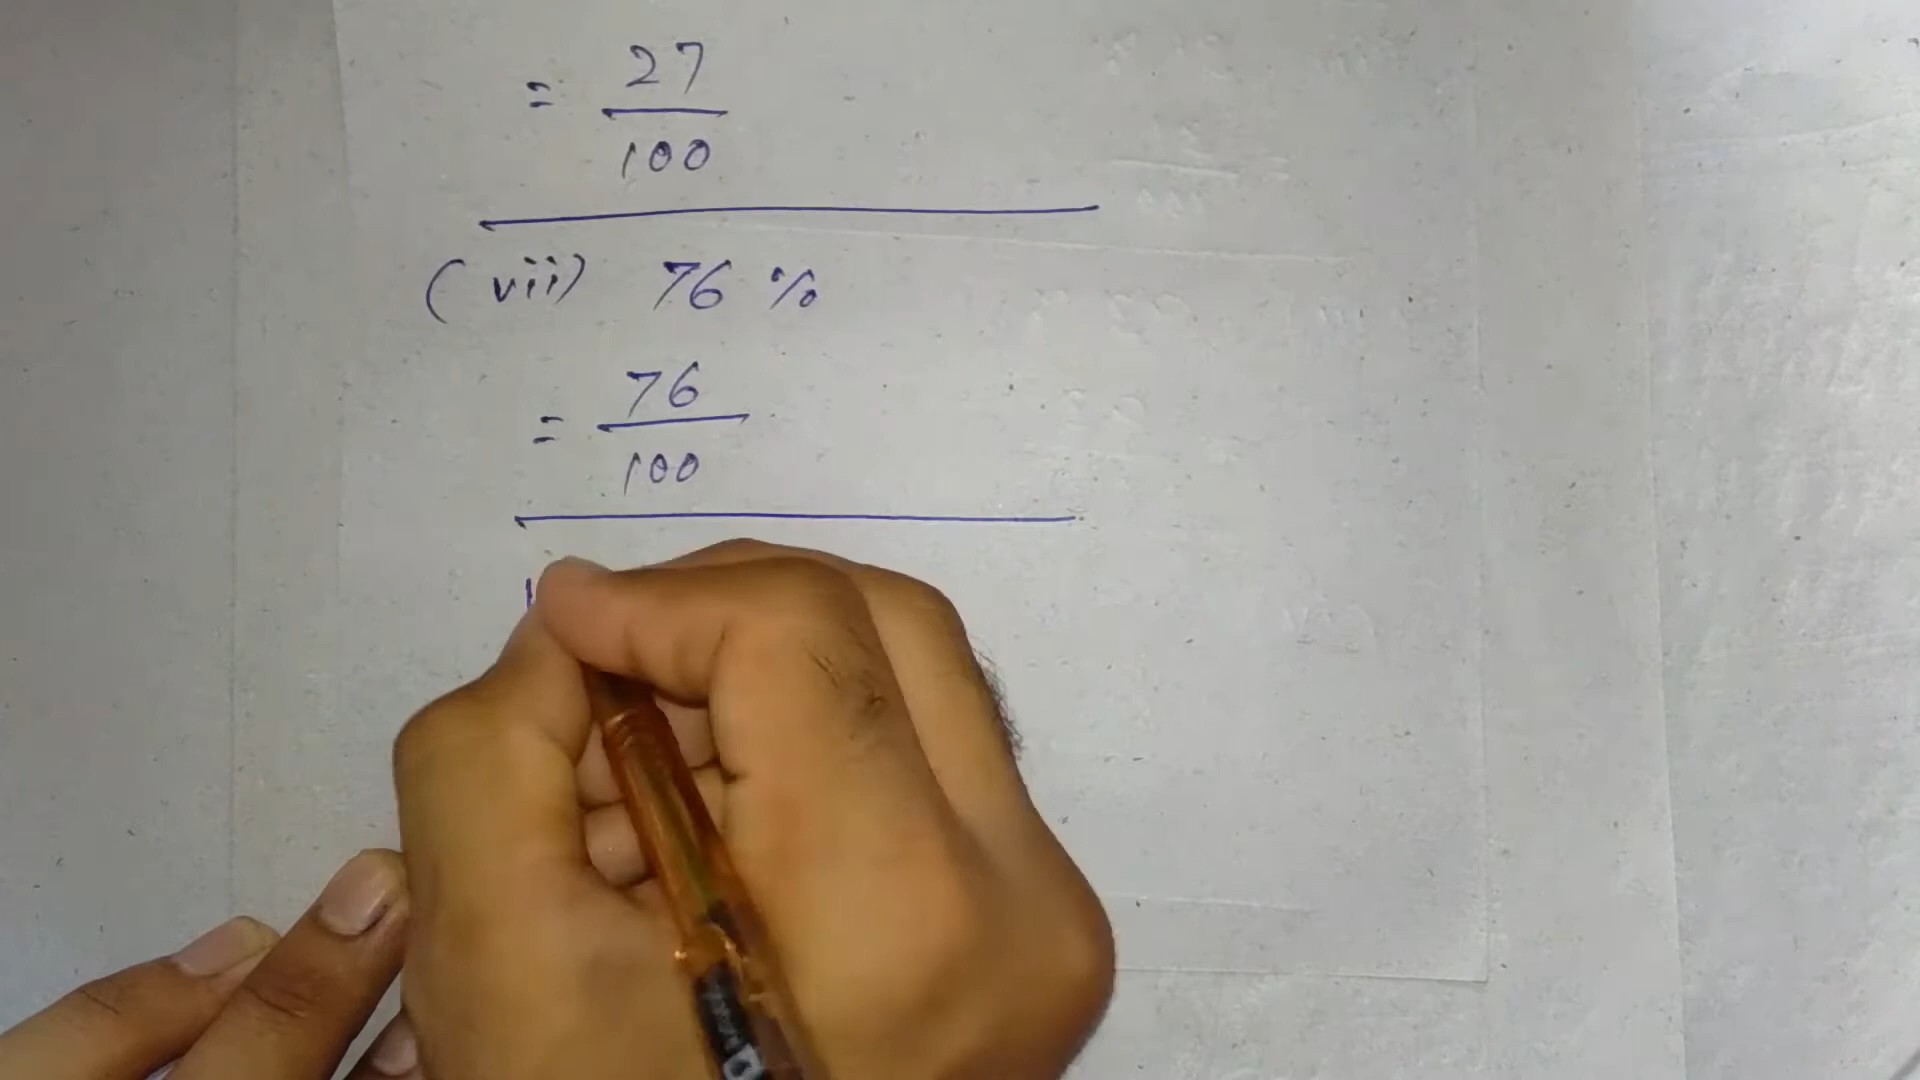 = 27
100
(vii) 76 %
= 76
100